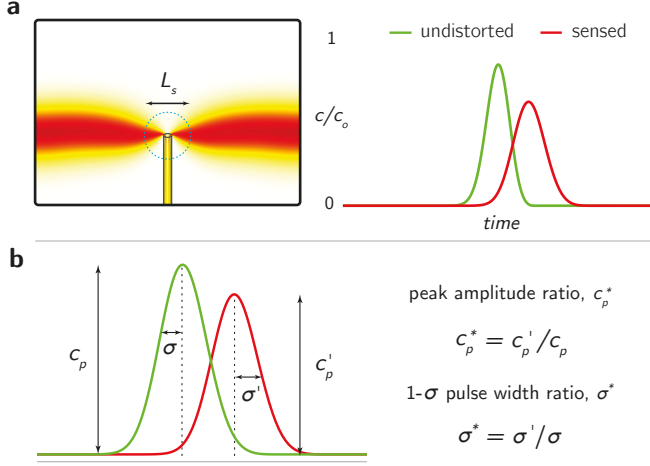 a
L_s
1
undistorted
sensed
c/c_o
0
time
b
c_p
σ
σ'
c_p'
peak amplitude ratio, c_p*
c_p* = c_p'/c_p
1-σ pulse width ratio, σ*
σ* = σ'/σ